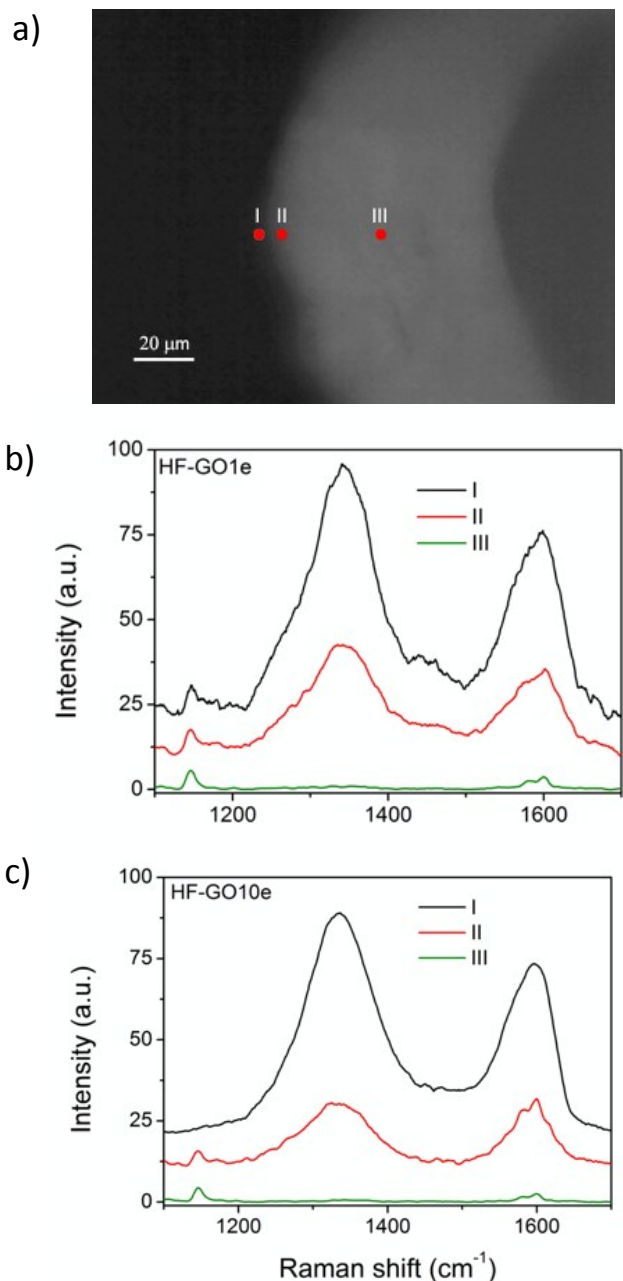 a)
I II III
20 μm
b)
HF-GO1e
I
II
III
100
75
50
25
0
Intensity (a.u.)
1200 1400 1600
c)
HF-GO10e
I
II
III
100
75
50
25
0
Intensity (a.u.)
1200 1400 1600
Raman shift (cm⁻¹)